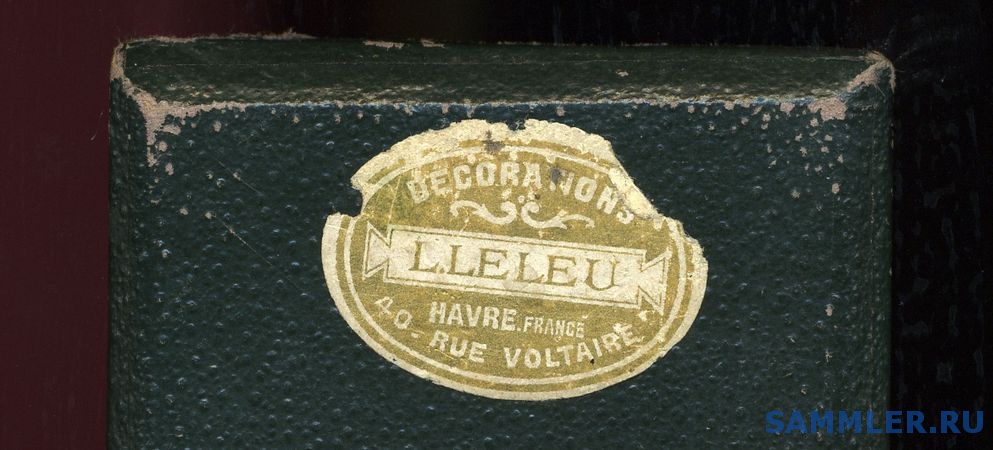 DECORATIONS
L.LELEU
HAVRE.FRANCE
40-RUE VOLTAIRE-
SAMMLER.RU